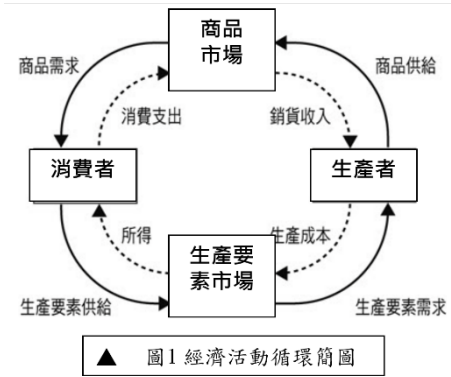 商品
市場
商品需求
商品供給
消費支出
銷貨收入
消費者
生產者
所得
生產成本
生產要
素市場
生產要素供給
生產要素需求
▲ 圖1 經濟活動循環簡圖